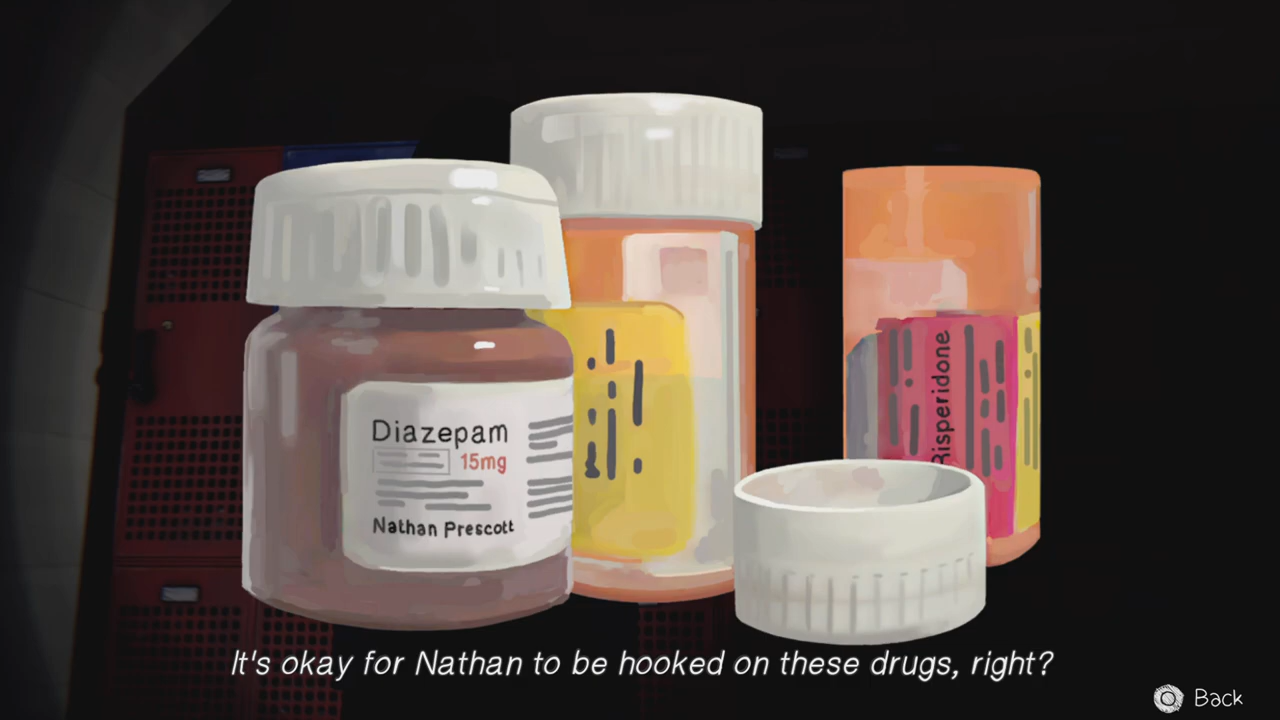 Diazepam
15mg
Nathan Prescott
Risperidone
It's okay for Nathan to be hooked on these drugs, right?
Back